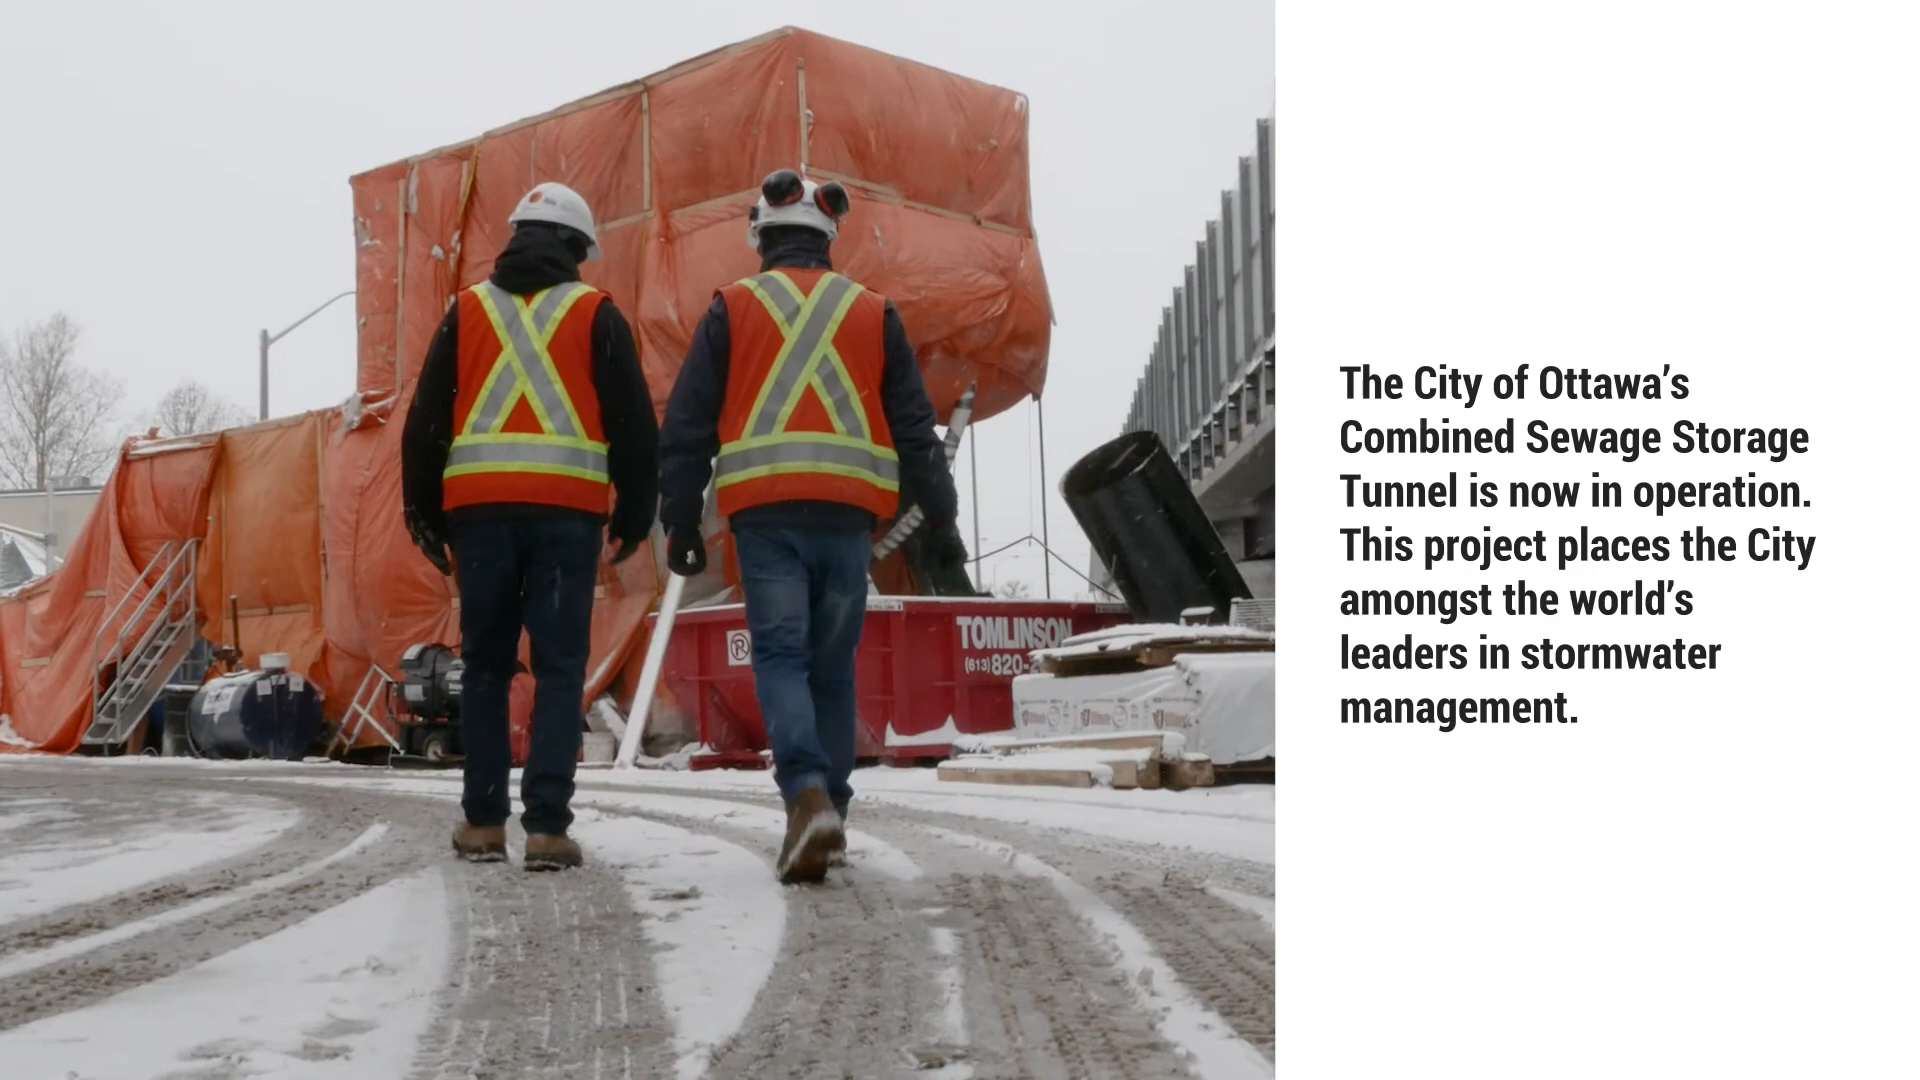 The City of Ottawa’s
Combined Sewage Storage
Tunnel is now in operation.
This project places the City
amongst the world’s
leaders in stormwater
management.
TOMLINSON
(613) 820-